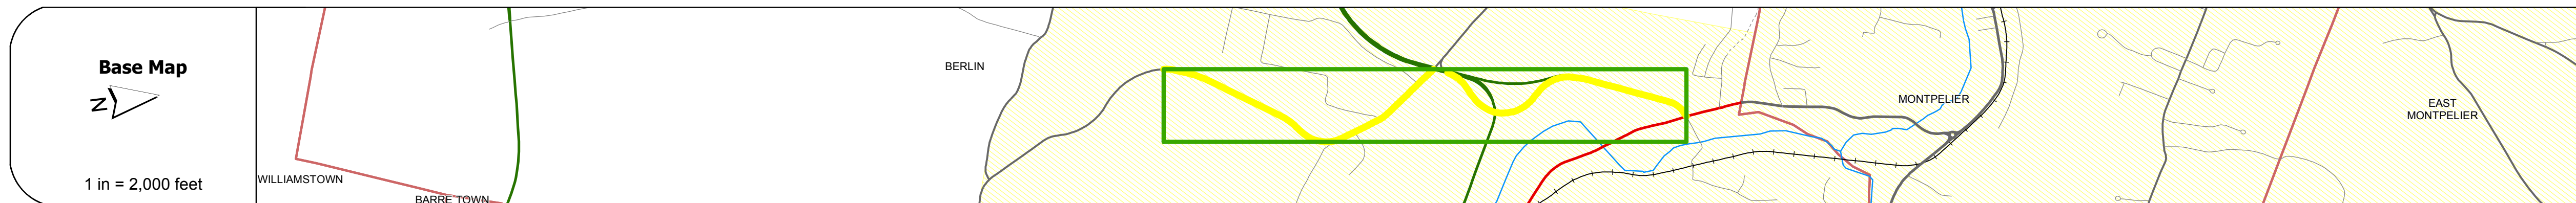 Base Map
N
1 in = 2,000 feet
WILLIAMSTOWN
BARRE TOWN
BERLIN
MONTPELIER
EAST
MONTPELIER